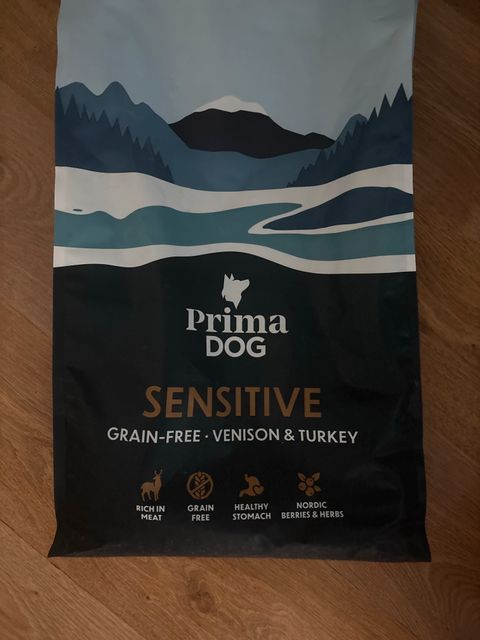 Prima
DOG
SENSITIVE
GRAIN-FREE · VENISON & TURKEY
RICH IN
MEAT
GRAIN
FREE
HEALTHY
STOMACH
NORDIC
BERRIES & HERBS